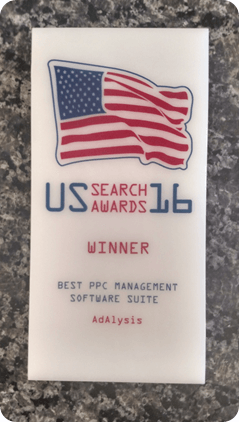 US SEARCH AWARDS 16
WINNER
BEST PPC MANAGEMENT
SOFTWARE SUITE
AdAlysis